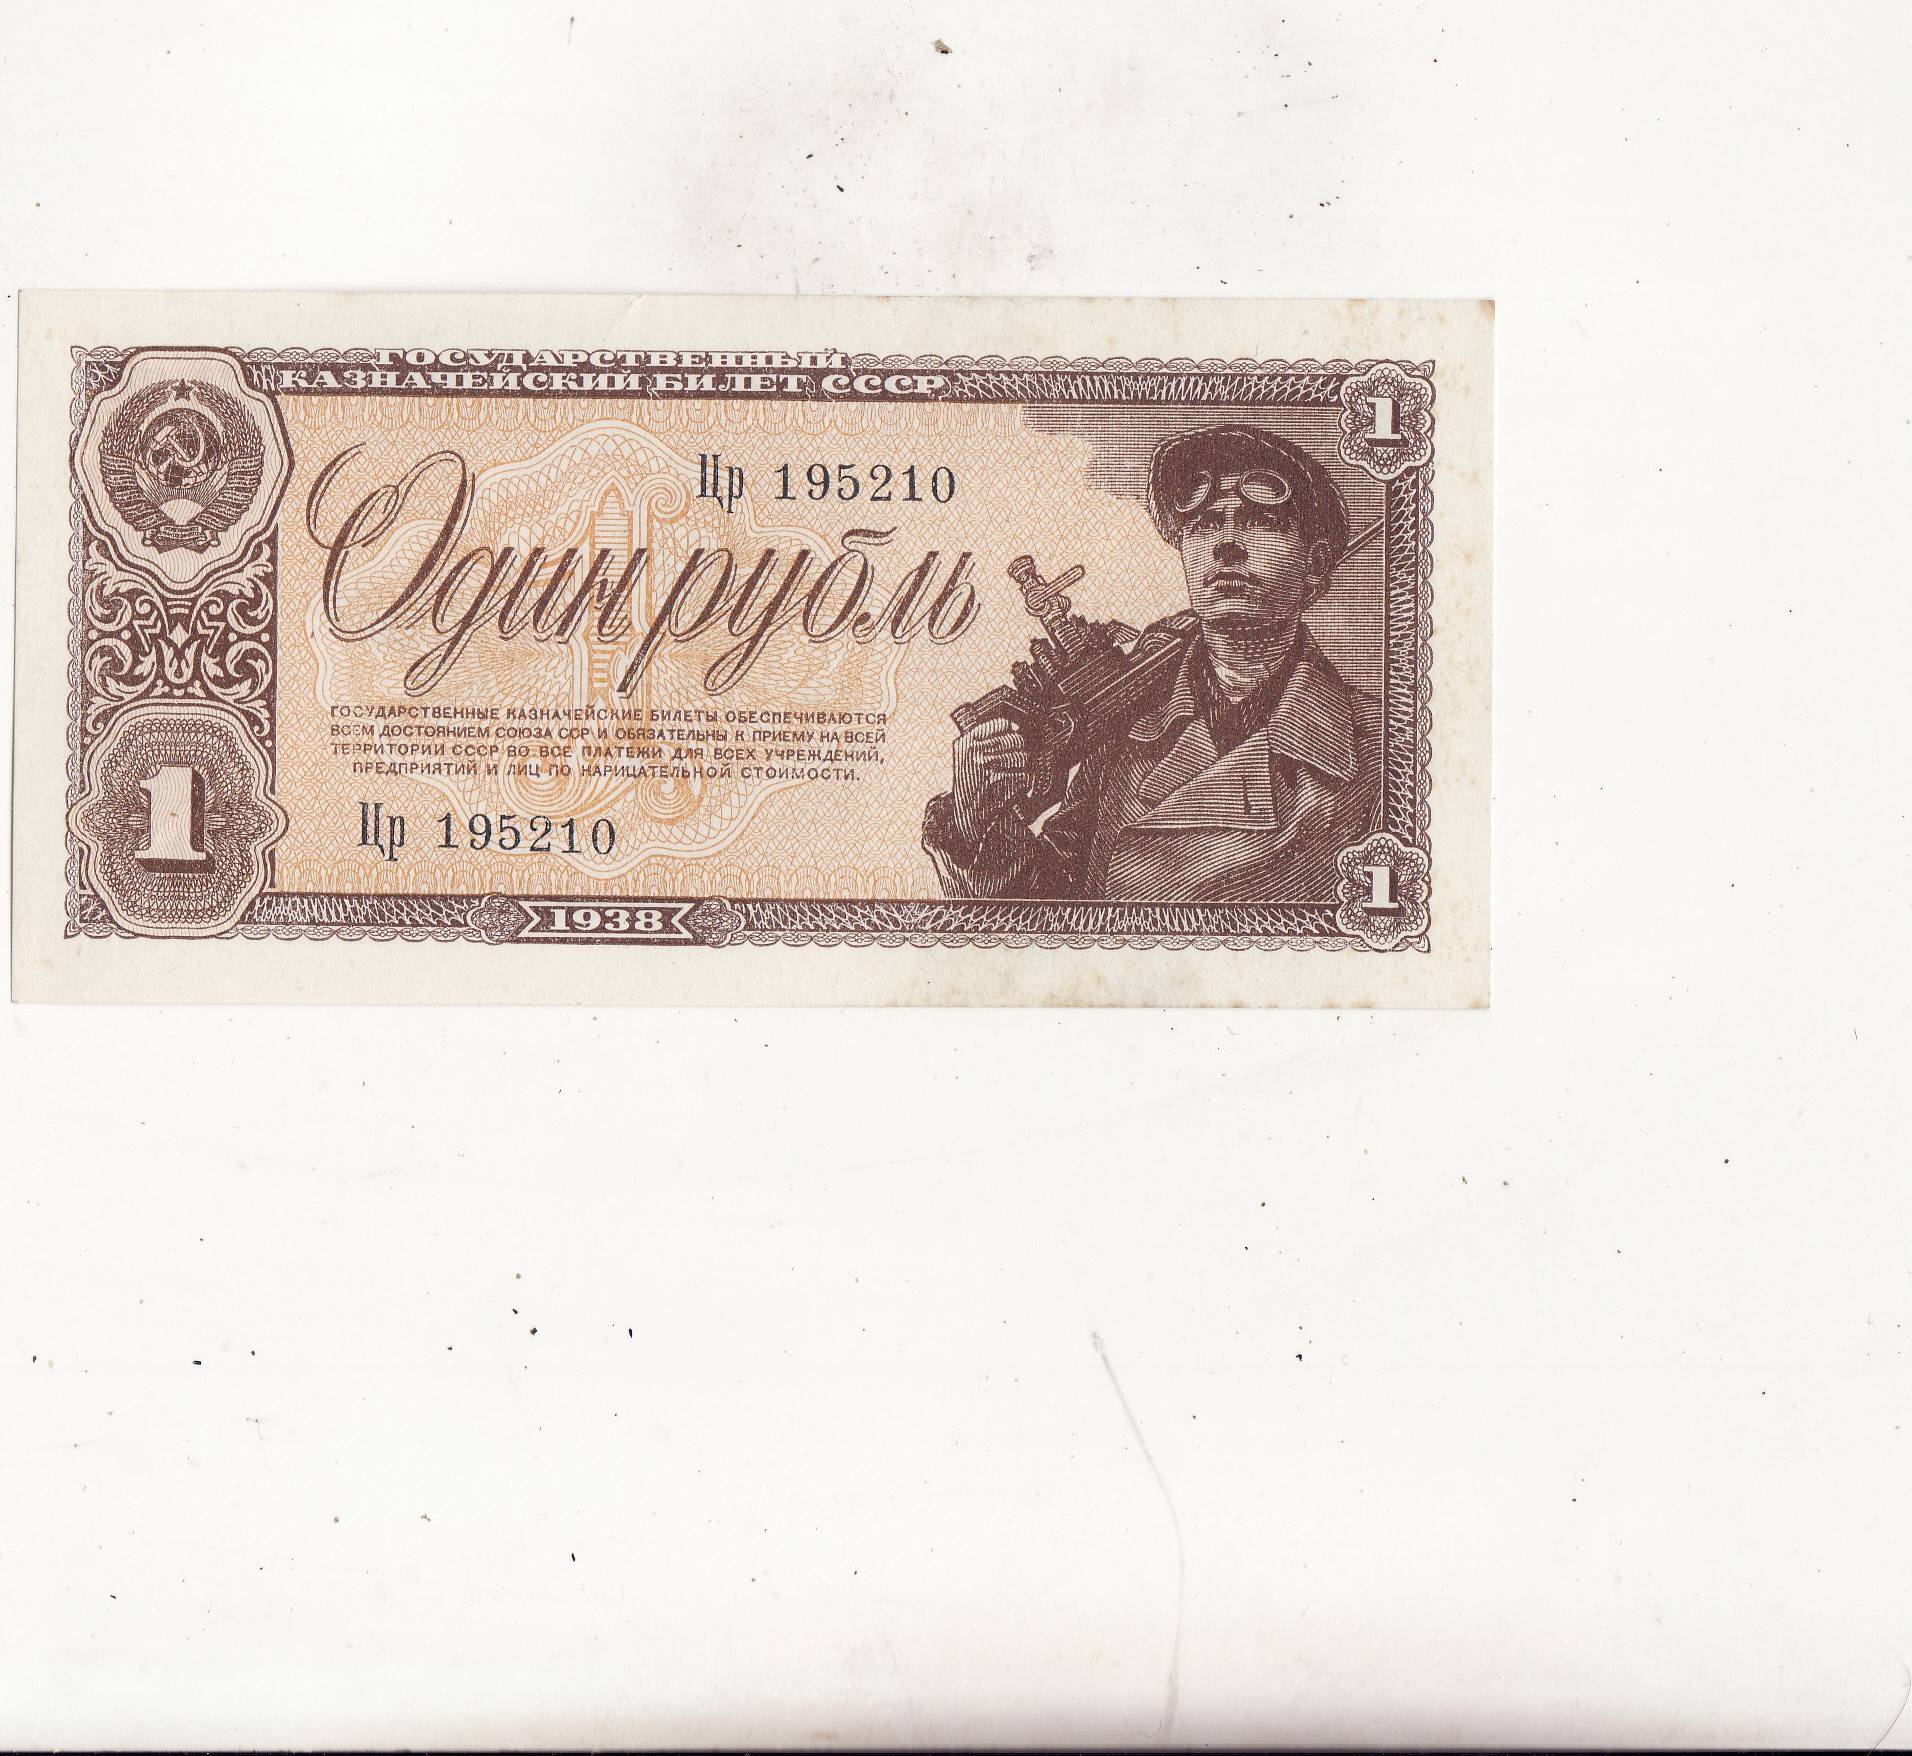 ГОСУДАРСТВЕННЫЙ
КАЗНАЧЕЙСКИЙ БИЛЕТ СССР
1
Цр 195210
Один рубль
ГОСУДАРСТВЕННЫЕ КАЗНАЧЕЙСКИЕ БИЛЕТЫ ОБЕСПЕЧИВАЮТСЯ
ВСЕМ ДОСТОЯНИЕМ СОЮЗА ССР И ОБЯЗАТЕЛЬНЫ К ПРИЕМУ НА ВСЕЙ
ТЕРРИТОРИИ СССР ВО ВСЕ ПЛАТЕЖИ ДЛЯ ВСЕХ УЧРЕЖДЕНИЙ,
ПРЕДПРИЯТИЙ И ЛИЦ ПО НАРИЦАТЕЛЬНОЙ СТОИМОСТИ.
1
Цр 195210
1
1938